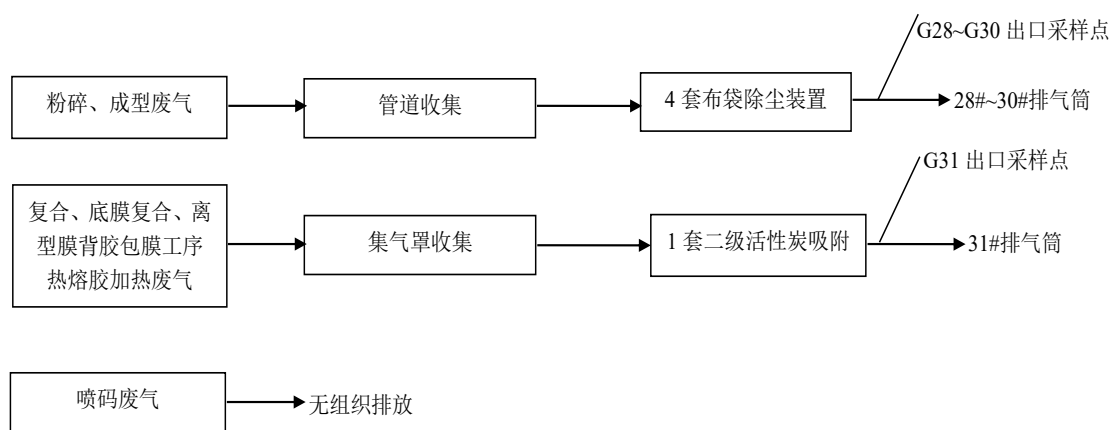 G28~G30 出口采样点
粉碎、成型废气
管道收集
4 套布袋除尘装置
28#~30#排气筒
G31 出口采样点
复合、底膜复合、离
型膜背胶包膜工序
热熔胶加热废气
集气罩收集
1 套二级活性炭吸附
31#排气筒
喷码废气
无组织排放